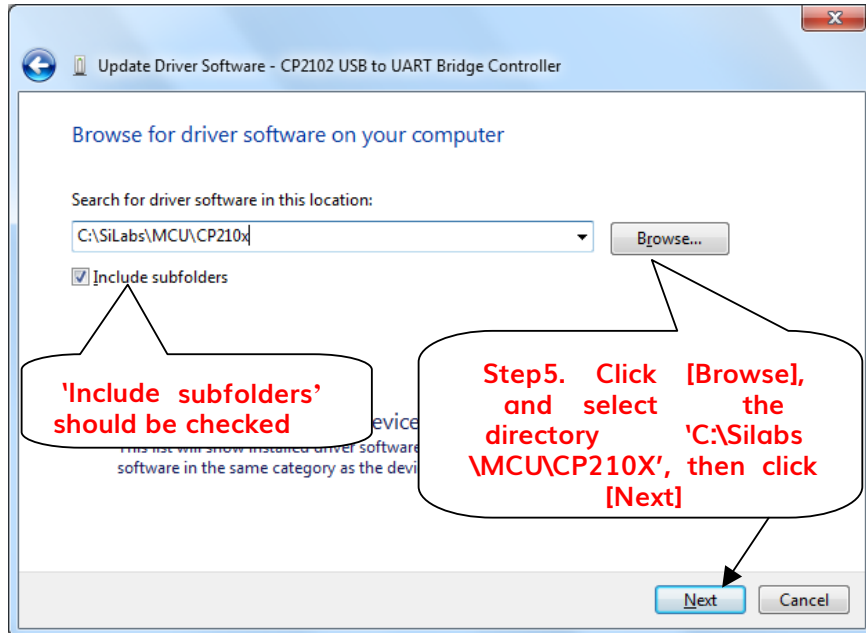 Update Driver Software - CP2102 USB to UART Bridge Controller
Browse for driver software on your computer
Search for driver software in this location:
C:\SiLabs\MCU\CP210x
Browse...
Include subfolders
'Include subfolders'
should be checked
Step5. Click [Browse],
and select the
directory 'C:\Silabs
\MCU\CP210X', then click
[Next]
evice
This list will show installed driver software
software in the same category as the devi
Next
Cancel